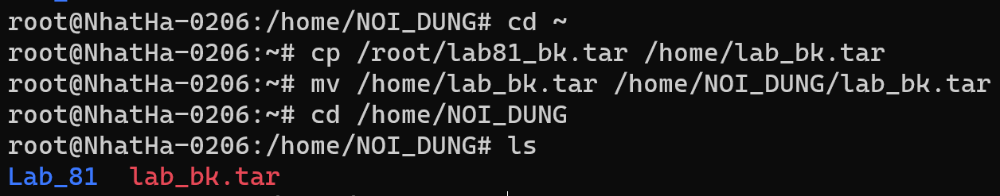 root@NhatHa-0206:/home/NOI_DUNG# cd ~
root@NhatHa-0206:~# cp /root/lab81_bk.tar /home/lab_bk.tar
root@NhatHa-0206:~# mv /home/lab_bk.tar /home/NOI_DUNG/lab_bk.tar
root@NhatHa-0206:~# cd /home/NOI_DUNG
root@NhatHa-0206:/home/NOI_DUNG# ls
Lab_81  lab_bk.tar